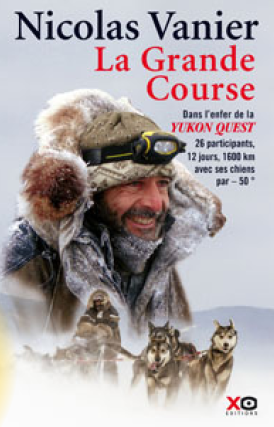 Nicolas Vanier
La Grande
Course
Dans l'enfer de la
YUKON QUEST
26 participants,
12 jours, 1600 km
avec ses chiens
par – 50 °
XO
EDITIONS